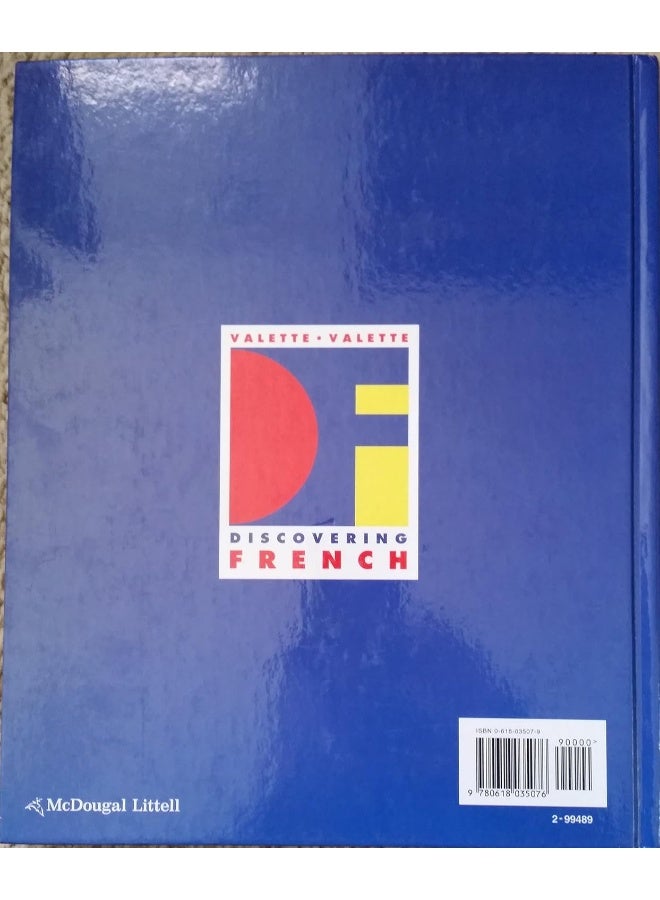 VALETTE • VALETTE
DISCOVERING
FRENCH
ISBN 0-618-03507-9
90000>
9 780618 035076
McDougal Littell
2-99489